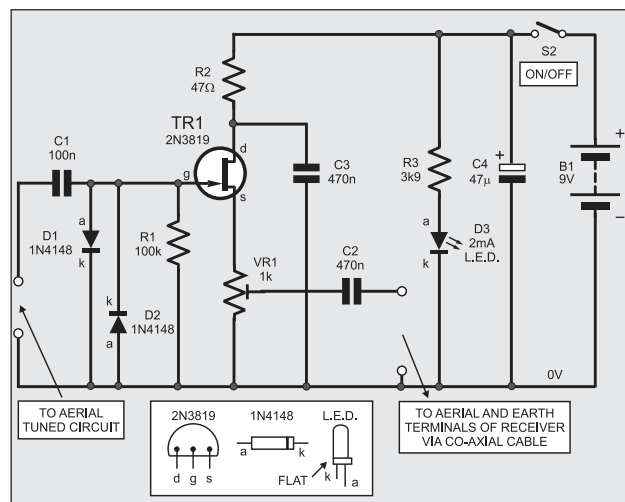 S2
ON/OFF
R2
47Ω
TR1
2N3819
d
g
s
C1
100n
D1
1N4148
a
k
R1
100k
D2
1N4148
k
a
VR1
1k
C3
470n
C2
470n
R3
3k9
a
k
D3
2mA
L.E.D.
+
C4
47µ
B1
9V
+
−
0V
TO AERIAL
TUNED CIRCUIT
2N3819
d g s
1N4148
a
k
L.E.D.
FLAT
k
a
TO AERIAL AND EARTH
TERMINALS OF RECEIVER
VIA CO-AXIAL CABLE